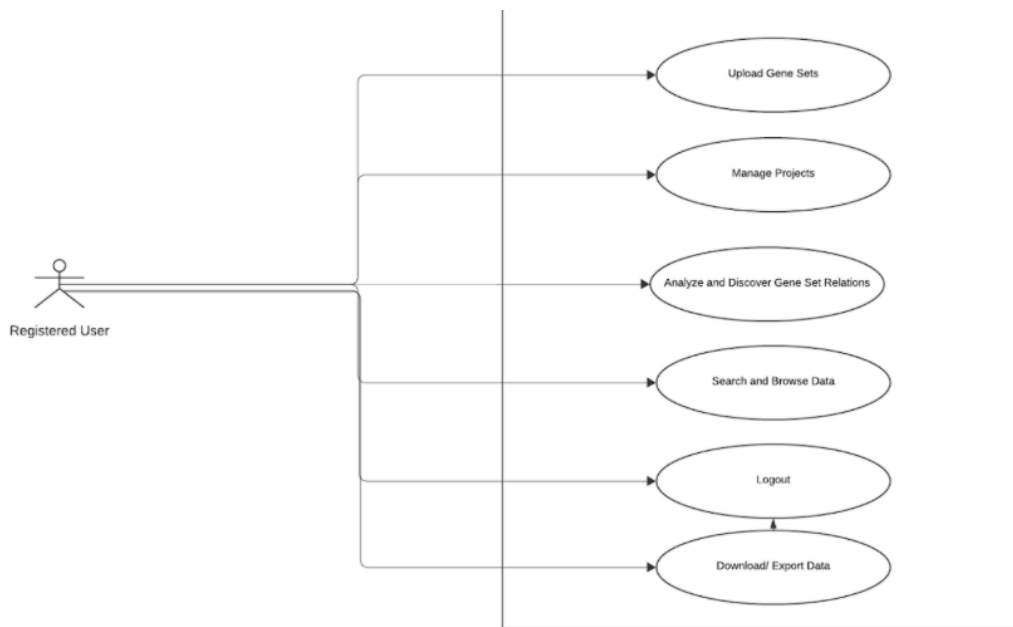 Upload Gene Sets
Manage Projects
Analyze and Discover Gene Set Relations
Registered User
Search and Browse Data
Logout
Download/ Export Data